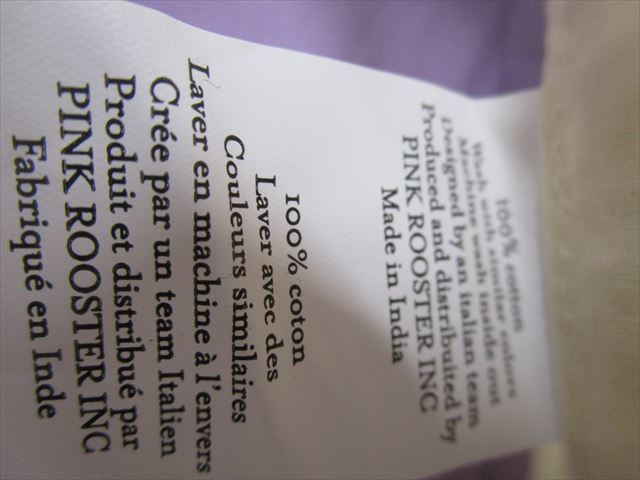 100% cotton
Wash with similar colors
Machine wash inside out
Designed by an italian team
Produced and distribuited by
PINK ROOSTER INC
Made in India
100% coton
Laver avec des
Couleurs similaires
Laver en machine à l'envers
Crée par un team Italien
Produit et distribué par
PINK ROOSTER INC
Fabriqué en Inde